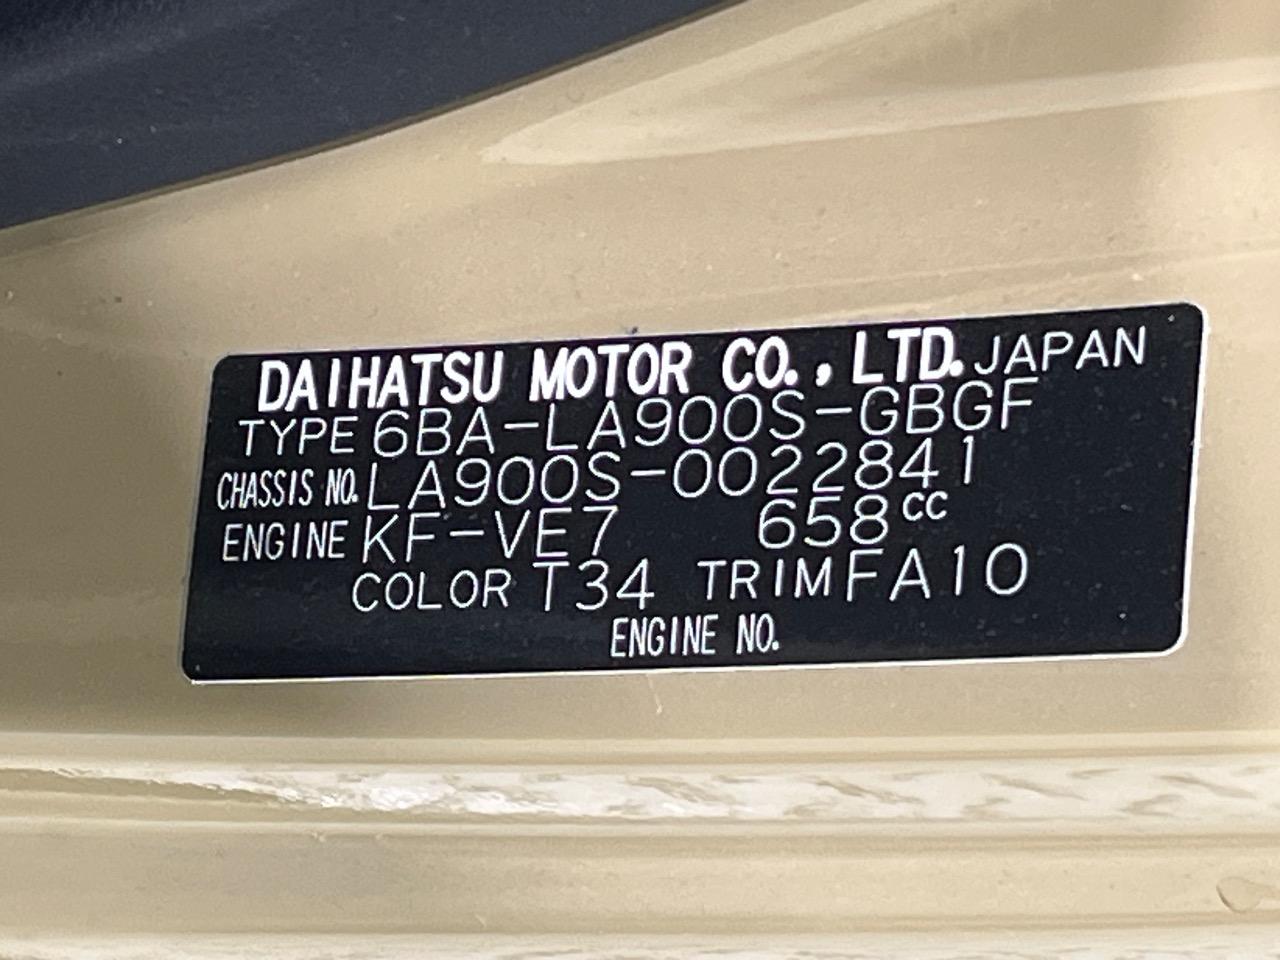 DAIHATSU MOTOR CO., LTD. JAPAN
TYPE 6BA-LA900S-GBGF
CHASSIS NO. LA900S-0022841
ENGINE KF-VE7 658cc
COLOR T34 TRIM FA10
ENGINE NO.